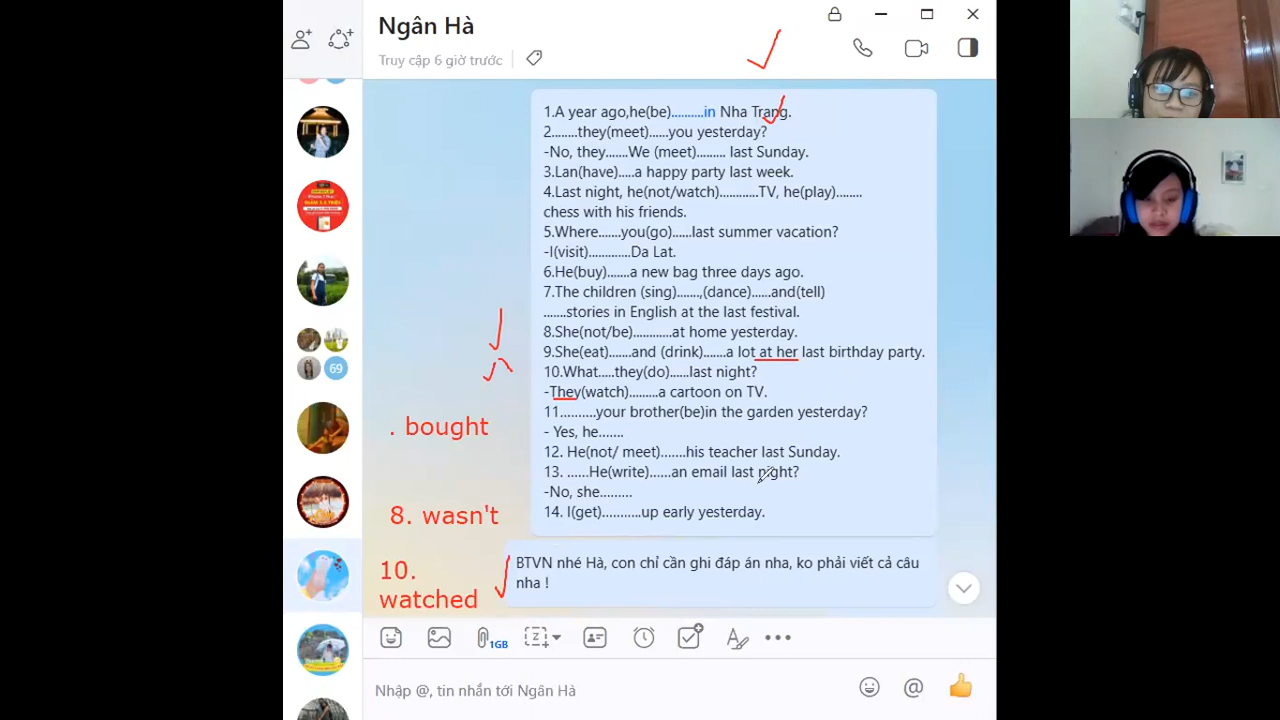 Ngân Hà
Truy cập 6 giờ trước
1.A year ago,he(be)..........in Nha Trang.
2.......they(meet)......you yesterday?
-No, they.......We (meet)......... last Sunday.
3.Lan(have).....a happy party last week.
4.Last night, he(not/watch)............TV, he(play)........
chess with his friends.
5.Where.......you(go)......last summer vacation?
-I(visit).............Da Lat.
6.He(buy).......a new bag three days ago.
7.The children (sing).......,(dance)......and(tell)
.......stories in English at the last festival.
8.She(not/be)............at home yesterday.
9.She(eat).......and (drink).......a lot at her last birthday party.
10.What.....they(do)......last night?
-They(watch).........a cartoon on TV.
11..........your brother(be)in the garden yesterday?
- Yes, he.......
12. He(not/ meet).......his teacher last Sunday.
13. ......He(write)......an email last night?
-No, she.........
14. I(get)...........up early yesterday.
. bought
8. wasn't
10.
watched
69
BTVN nhé Hà, con chỉ cần ghi đáp án nha, ko phải viết cả câu
nha !
1GB
Nhập @, tin nhắn tới Ngân Hà